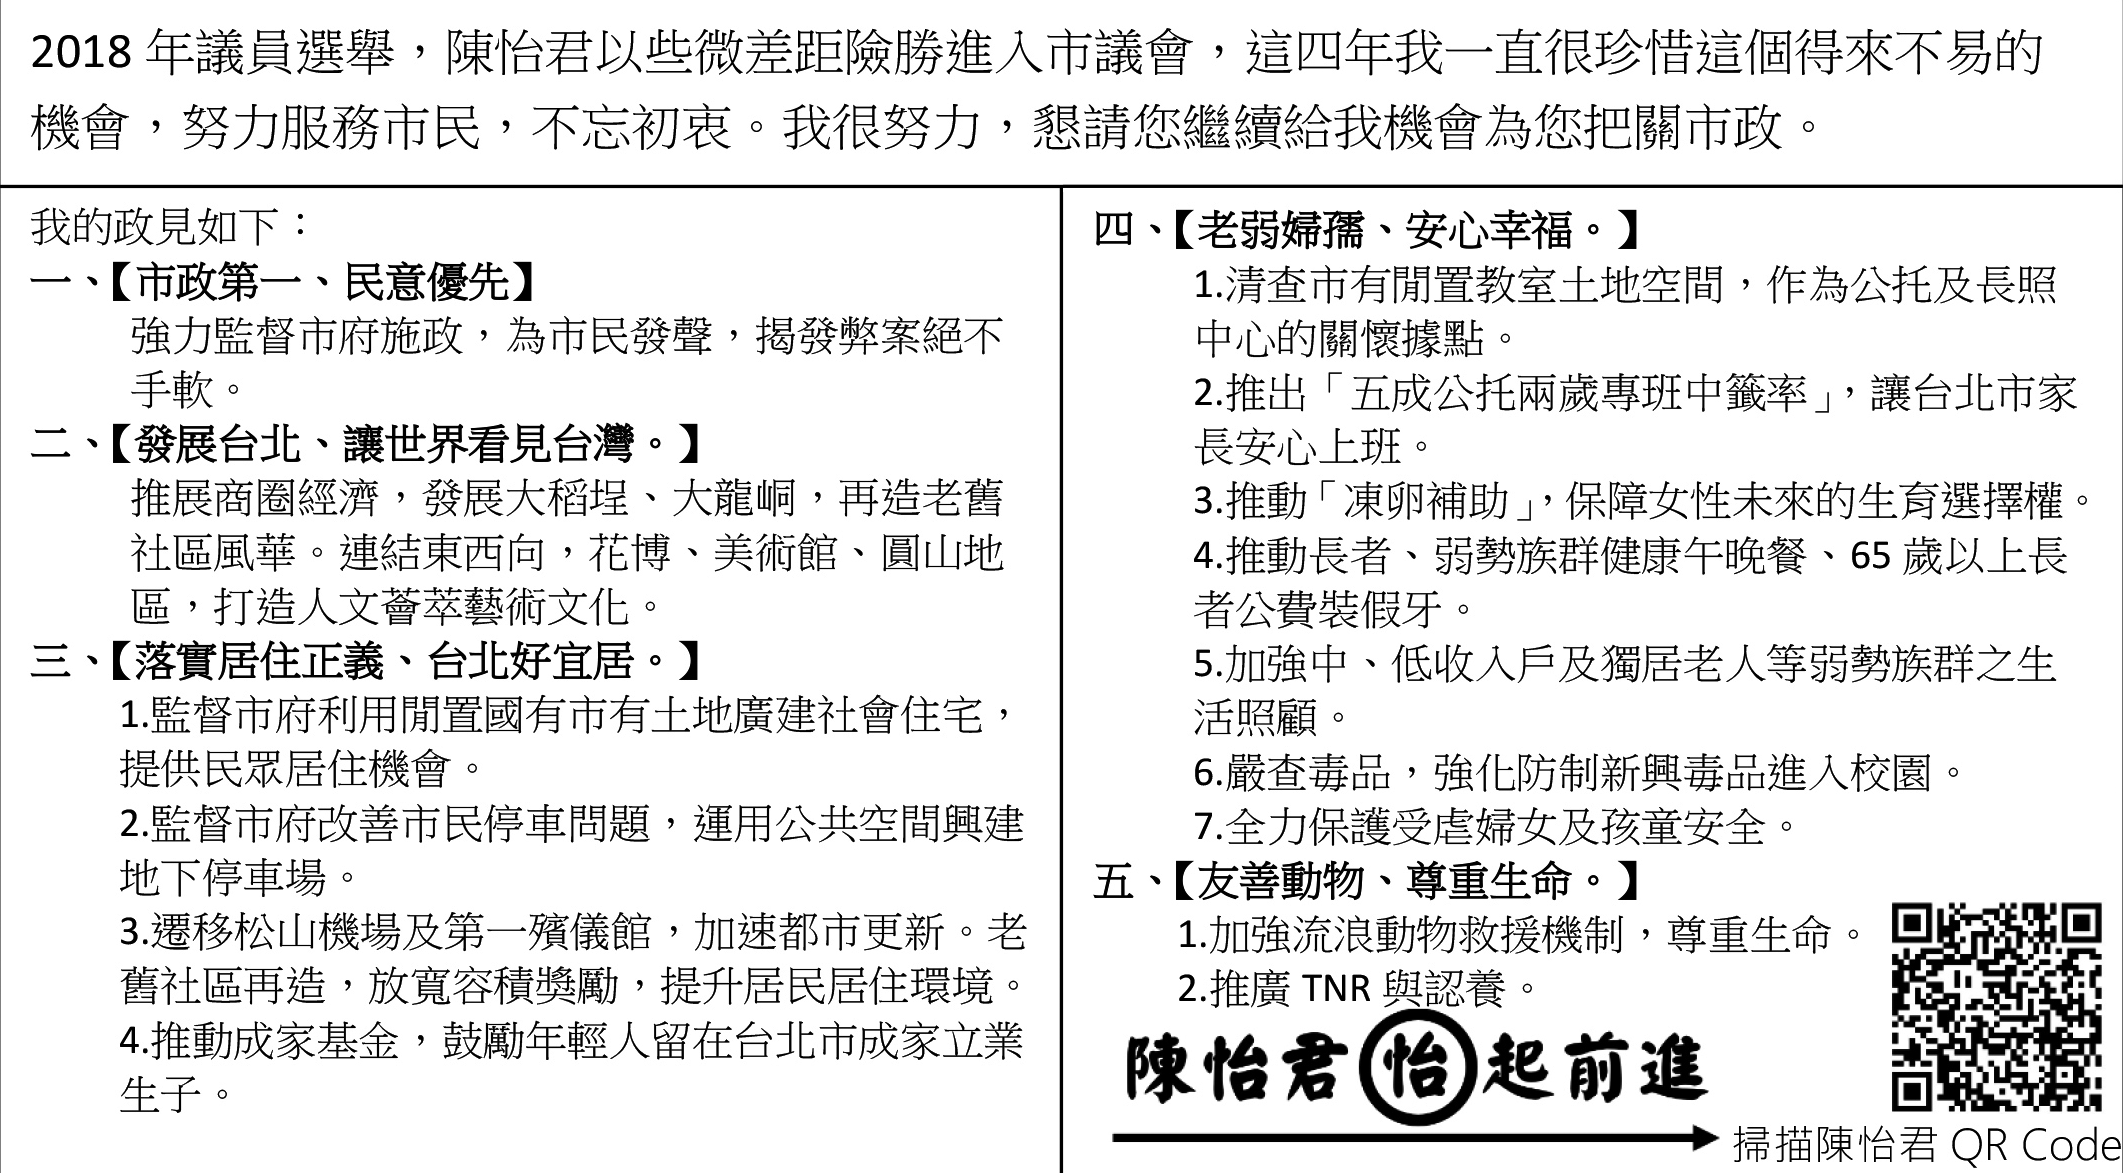 2018 年議員選舉，陳怡君以些微差距險勝進入市議會，這四年我一直很珍惜這個得來不易的
機會，努力服務市民，不忘初衷。我很努力，懇請您繼續給我機會為您把關市政。
我的政見如下：
一、【市政第一、民意優先】
強力監督市府施政，為市民發聲，揭發弊案絕不
手軟。
二、【發展台北、讓世界看見台灣。】
推展商圈經濟，發展大稻埕、大龍峒，再造老舊
社區風華。連結東西向，花博、美術館、圓山地
區，打造人文薈萃藝術文化。
三、【落實居住正義、台北好宜居。】
1.監督市府利用閒置國有市有土地廣建社會住宅，
提供民眾居住機會。
2.監督市府改善市民停車問題，運用公共空間興建
地下停車場。
3.遷移松山機場及第一殯儀館，加速都市更新。老
舊社區再造，放寬容積獎勵，提升居民居住環境。
4.推動成家基金，鼓勵年輕人留在台北市成家立業
生子。
四、【老弱婦孺、安心幸福。】
1.清查市有閒置教室土地空間，作為公托及長照
中心的關懷據點。
2.推出「五成公托兩歲專班中籤率」，讓台北市家
長安心上班。
3.推動「凍卵補助」，保障女性未來的生育選擇權。
4.推動長者、弱勢族群健康午晚餐、65 歲以上長
者公費裝假牙。
5.加強中、低收入戶及獨居老人等弱勢族群之生
活照顧。
6.嚴查毒品，強化防制新興毒品進入校園。
7.全力保護受虐婦女及孩童安全。
五、【友善動物、尊重生命。】
1.加強流浪動物救援機制，尊重生命。
2.推廣 TNR 與認養。
陳怡君怡起前進
掃描陳怡君 QR Code